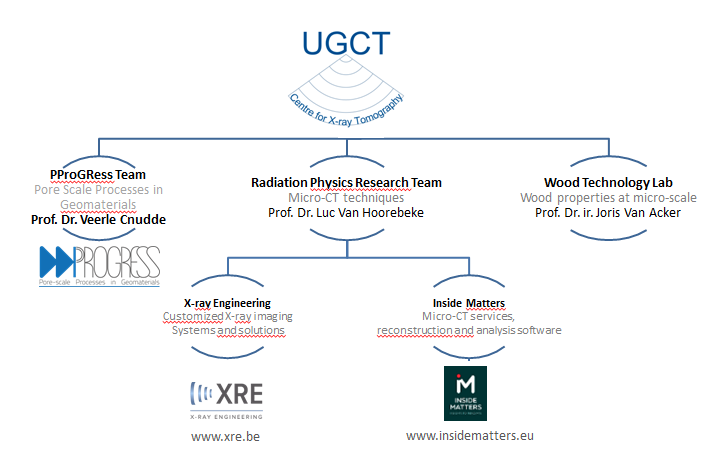 UGCT
Centre for X-ray Tomography
PProGRess Team
Pore Scale Processes in
Geomaterials
Prof. Dr. Veerle Cnudde
PROGRESS
Pore-scale Processes in Geomaterials
Radiation Physics Research Team
Micro-CT techniques
Prof. Dr. Luc Van Hoorebeke
Wood Technology Lab
Wood properties at micro-scale
Prof. Dr. ir. Joris Van Acker
X-ray Engineering
Customized X-ray imaging
Systems and solutions
XRE
X-RAY ENGINEERING
www.xre.be
Inside Matters
Micro-CT services,
reconstruction and analysis software
iM
INSIDE
MATTERS
www.insidematters.eu